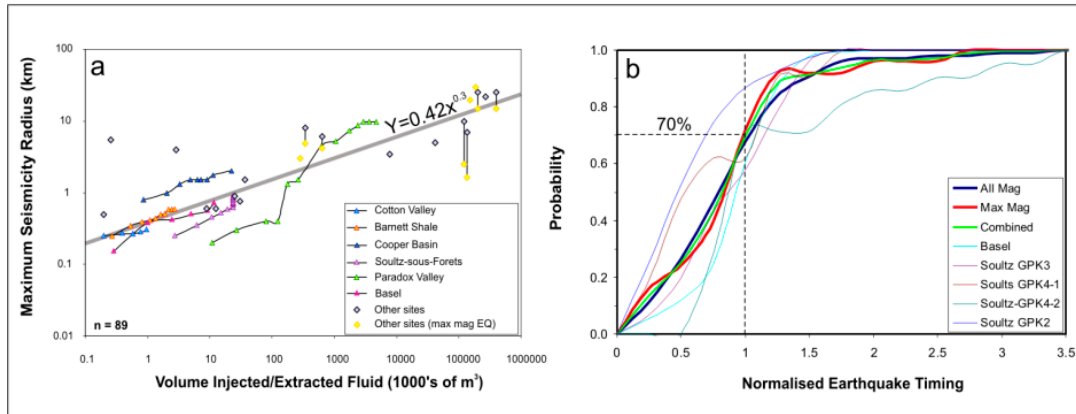 a
Y=0.42x^0.3
Maximum Seismicity Radius (km)
100
10
1
0.1
0.01
n = 89
Cotton Valley
Barnett Shale
Cooper Basin
Soultz-sous-Forets
Paradox Valley
Basel
Other sites
Other sites (max mag EQ)
0.1 1 10 100 1000 10000 100000 1000000
Volume Injected/Extracted Fluid (1000's of m³)
b
70%
Probability
1.0
0.8
0.6
0.4
0.2
0.0
All Mag
Max Mag
Combined
Basel
Soultz GPK3
Soults GPK4-1
Soultz-GPK4-2
Soultz GPK2
0 0.5 1 1.5 2 2.5 3 3.5
Normalised Earthquake Timing